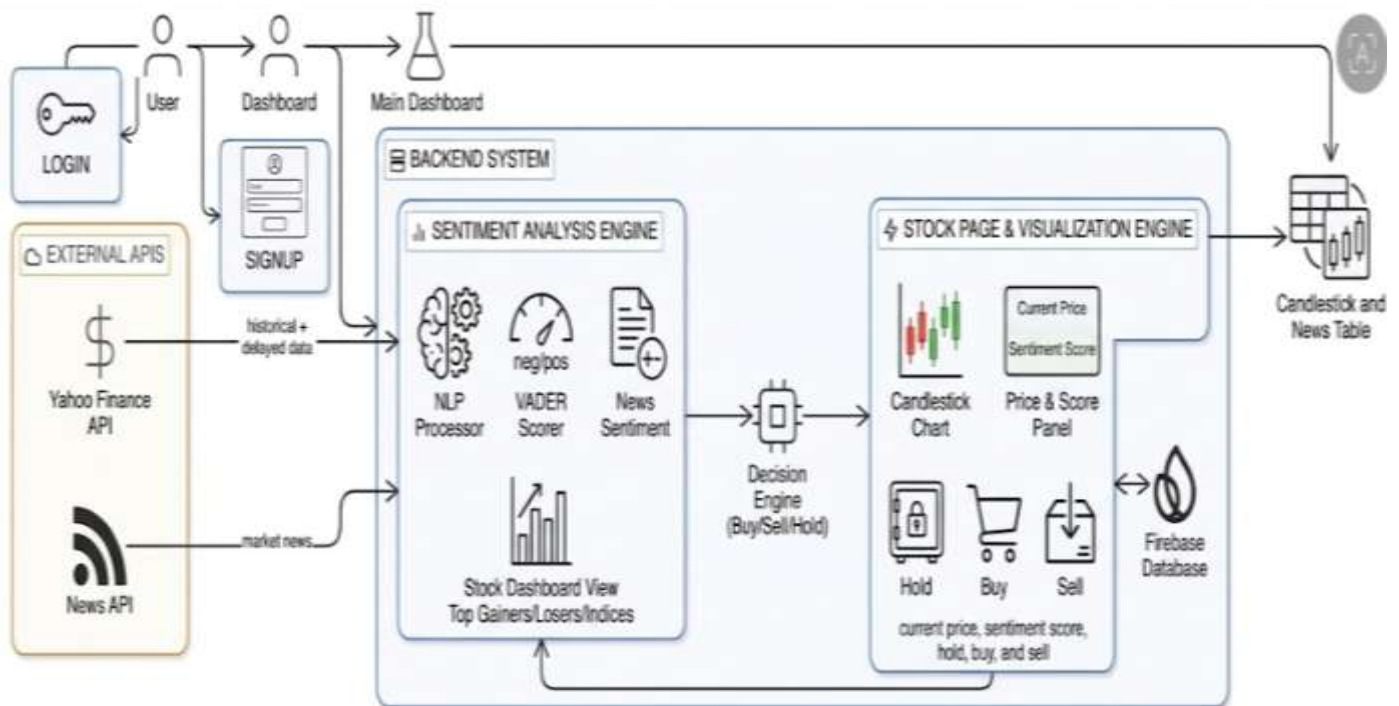 User
Dashboard
Main Dashboard
LOGIN
SIGNUP
EXTERNAL APIS
Yahoo Finance
API
News API
historical +
delayed data
market news
BACKEND SYSTEM
SENTIMENT ANALYSIS ENGINE
NLP
Processor
neg/pos
VADER
Scorer
News
Sentiment
Stock Dashboard View
Top Gainers/Losers/Indices
Decision
Engine
(Buy/Sell/Hold)
STOCK PAGE & VISUALIZATION ENGINE
Candlestick
Chart
Current Price
Sentiment Score
Price & Score
Panel
Hold
Buy
Sell
current price, sentiment score,
hold, buy, and sell
Firebase
Database
Candlestick and
News Table
A